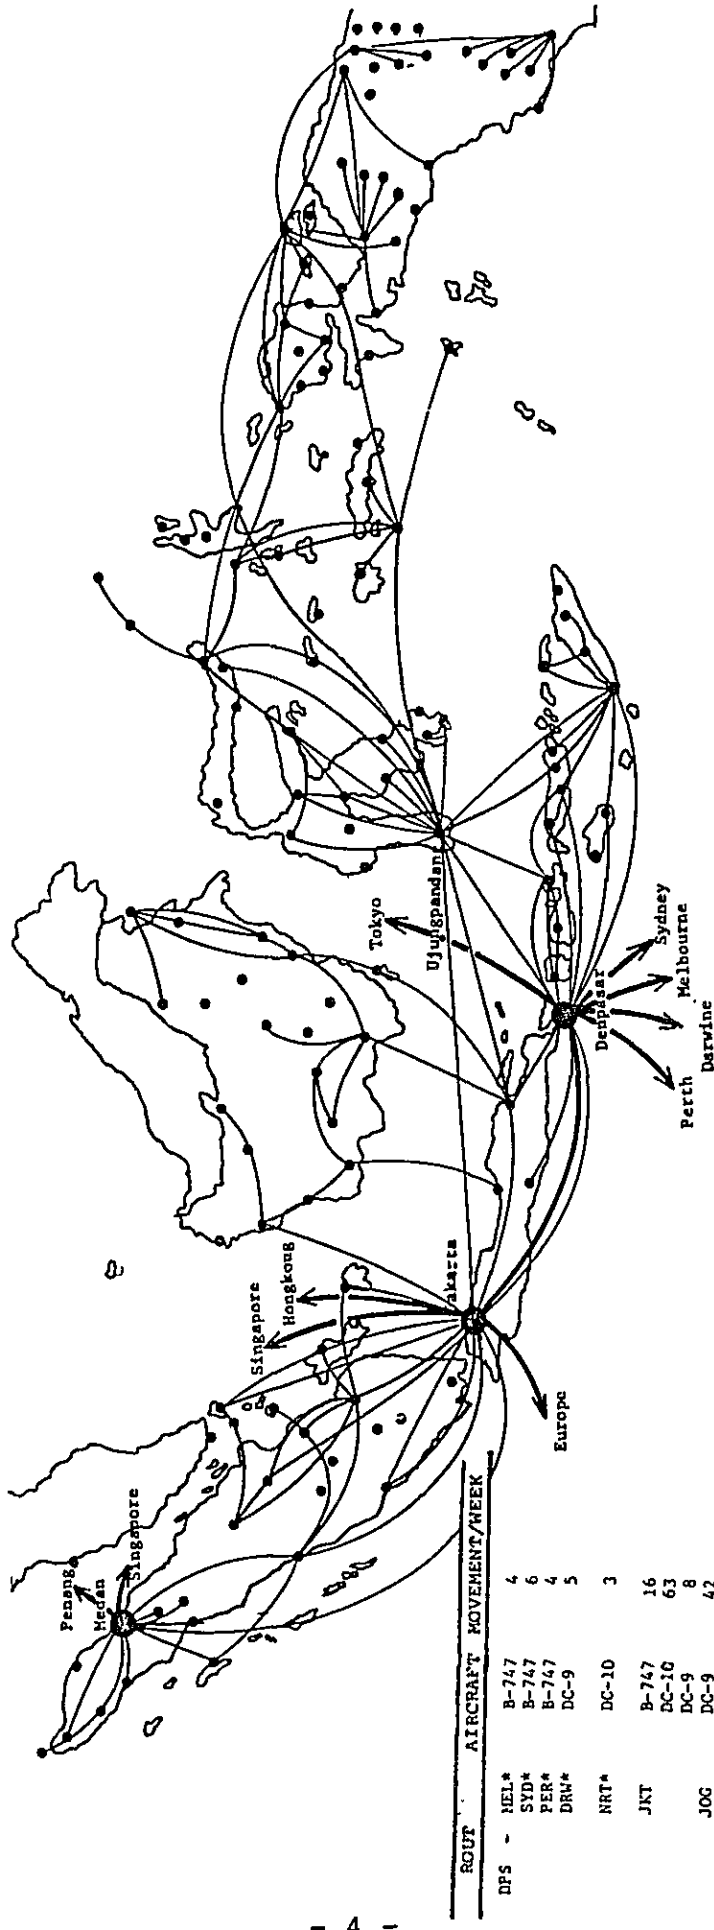 Penang
Medan
Singapore
Singapore
Hongkong
akarta
Europe
Tokyo
Ujungpandan
Denpasar
Sydney
Melbourne
Darwine
Perth
ROUT AIRCRAFT MOVEMENT/WEEK
DPS - MEL* B-747 4
SYD* B-747 6
PER* B-747 4
DRW* DC-9 5
NRT* DC-10 3
JKT B-747 16
DC-10 63
DC-9 8
JOG DC-9 42
- 4 -